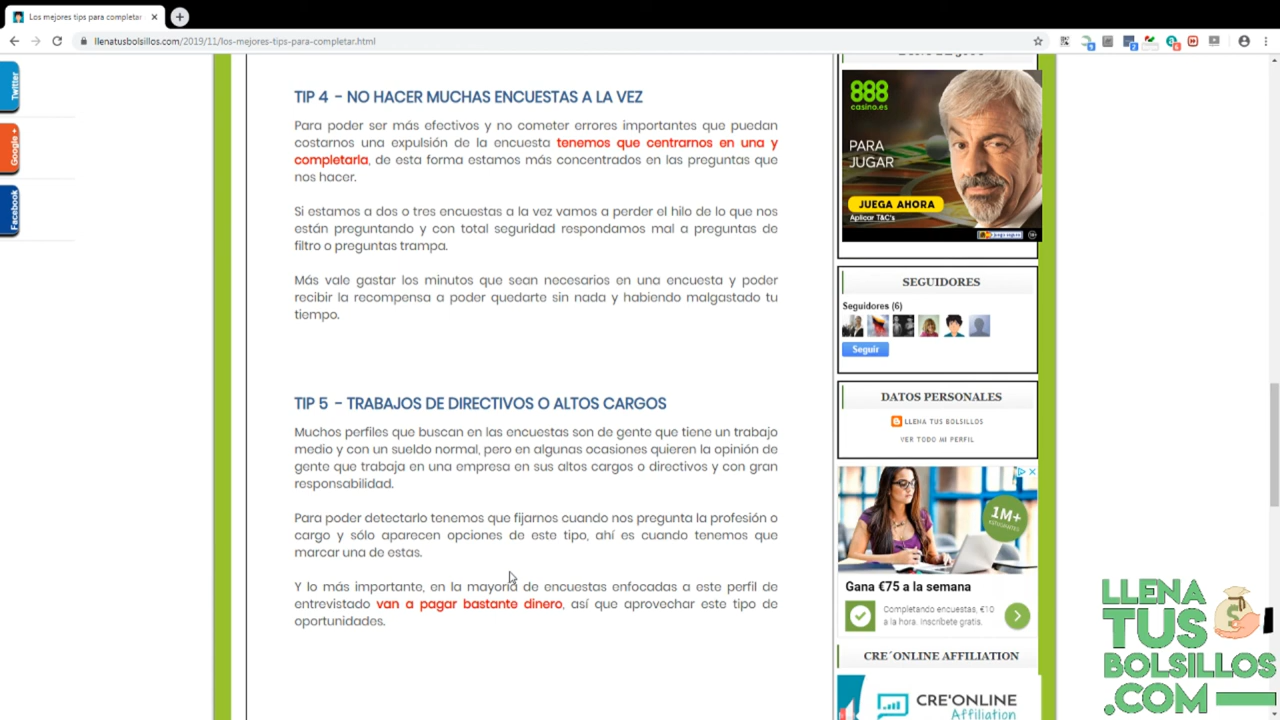 Los mejores tips para completar
llenatusbolsillos.com/2019/11/los-mejores-tips-para-completar.html
Twitter
Google +
Facebook
TIP 4 - NO HACER MUCHAS ENCUESTAS A LA VEZ
Para poder ser más efectivos y no cometer errores importantes que puedan
costarnos una expulsión de la encuesta tenemos que centrarnos en una y
completarla, de esta forma estamos más concentrados en las preguntas que
nos hacer.
Si estamos a dos o tres encuestas a la vez vamos a perder el hilo de lo que nos
están preguntando y con total seguridad respondamos mal a preguntas de
filtro o preguntas trampa.
Más vale gastar los minutos que sean necesarios en una encuesta y poder
recibir la recompensa a poder quedarte sin nada y habiendo malgastado tu
tiempo.
TIP 5 - TRABAJOS DE DIRECTIVOS O ALTOS CARGOS
Muchos perfiles que buscan en las encuestas son de gente que tiene un trabajo
medio y con un sueldo normal, pero en algunas ocasiones quieren la opinión de
gente que trabaja en una empresa en sus altos cargos o directivos y con gran
responsabilidad.
Para poder detectarlo tenemos que fijarnos cuando nos pregunta la profesión o
cargo y sólo aparecen opciones de este tipo, ahí es cuando tenemos que
marcar una de estas.
Y lo más importante, en la mayoría de encuestas enfocadas a este perfil de
entrevistado van a pagar bastante dinero, así que aprovechar este tipo de
oportunidades.
888
casino.es
PARA
JUGAR
JUEGA AHORA
Aplicar T&C's
SEGUIDORES
Seguidores (6)
Seguir
DATOS PERSONALES
LLENA TUS BOLSILLOS
VER TODO MI PERFIL
1M+
ESTUDIANTES
Gana €75 a la semana
Completando encuestas, €10
a la hora. Inscríbete gratis.
CRE´ONLINE AFFILIATION
CRE'ONLINE
Affiliation
LLENA
TUS
BOLSILLOS
.COM